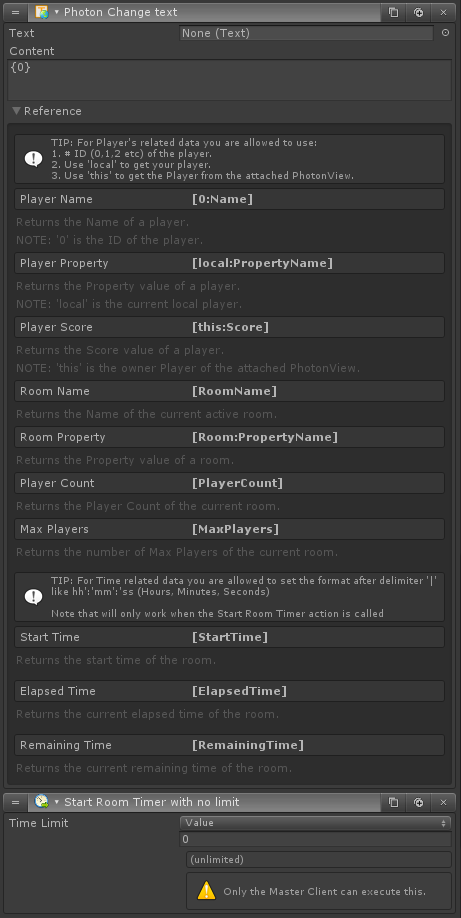 Photon Change text
Text
None (Text)
Content
{0}
Reference
TIP: For Player's related data you are allowed to use:
1. # ID (0,1,2 etc) of the player.
2. Use 'local' to get your player.
3. Use 'this' to get the Player from the attached PhotonView.
Player Name [0:Name]
Returns the Name of a player.
NOTE: '0' is the ID of the player.
Player Property [local:PropertyName]
Returns the Property value of a player.
NOTE: 'local' is the current local player.
Player Score [this:Score]
Returns the Score value of a player.
NOTE: 'this' is the owner Player of the attached PhotonView.
Room Name [RoomName]
Returns the Name of the current active room.
Room Property [Room:PropertyName]
Returns the Property value of a room.
Player Count [PlayerCount]
Returns the Player Count of the current room.
Max Players [MaxPlayers]
Returns the number of Max Players of the current room.
TIP: For Time related data you are allowed to set the format after delimiter '|'
like hh':'mm':'ss (Hours, Minutes, Seconds)
Note that will only work when the Start Room Timer action is called
Start Time [StartTime]
Returns the start time of the room.
Elapsed Time [ElapsedTime]
Returns the current elapsed time of the room.
Remaining Time [RemainingTime]
Returns the current remaining time of the room.
Start Room Timer with no limit
Time Limit
Value
0
(unlimited)
Only the Master Client can execute this.